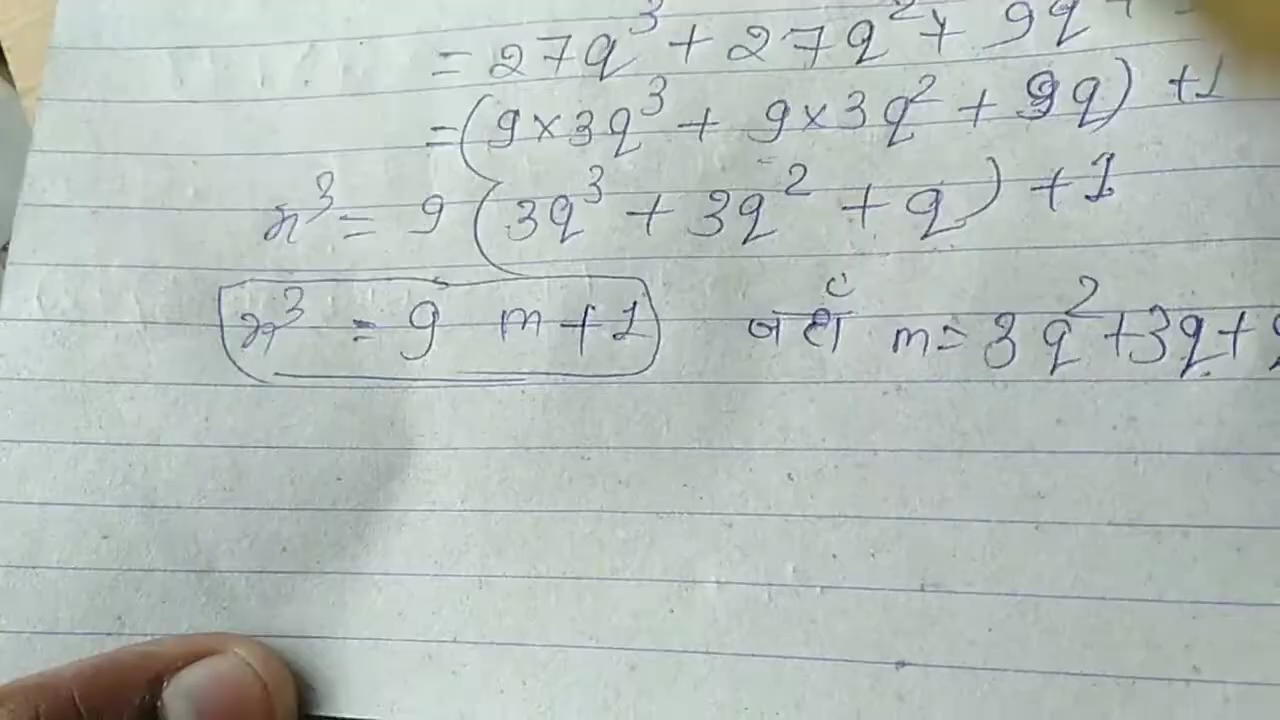 = 27q³ + 27q² + 9q +
= (9×3q³ + 9×3q² + 9q) +1
x³ = 9 (3q³ + 3q² + q) +1
x³ = 9 m+1 जहाँ m= 3q²+3q+